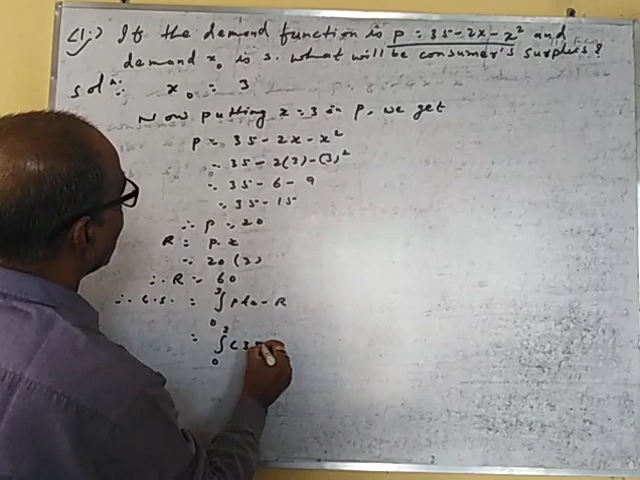 (1:) If the demand function is p = 35-2x-x² and
demand x₀ is 3. what will be consumer's surplus?
solⁿ: x₀ = 3
Now putting x = 3 in p, we get
p = 35-2x-x²
= 35-2(3)-(3)²
= 35-6-9
= 35-15
∴ p = 20
R = p.x
= 20(3)
∴ R = 60
∴ C.S. = ∫₀³ p dx - R
= ∫₀³ (35